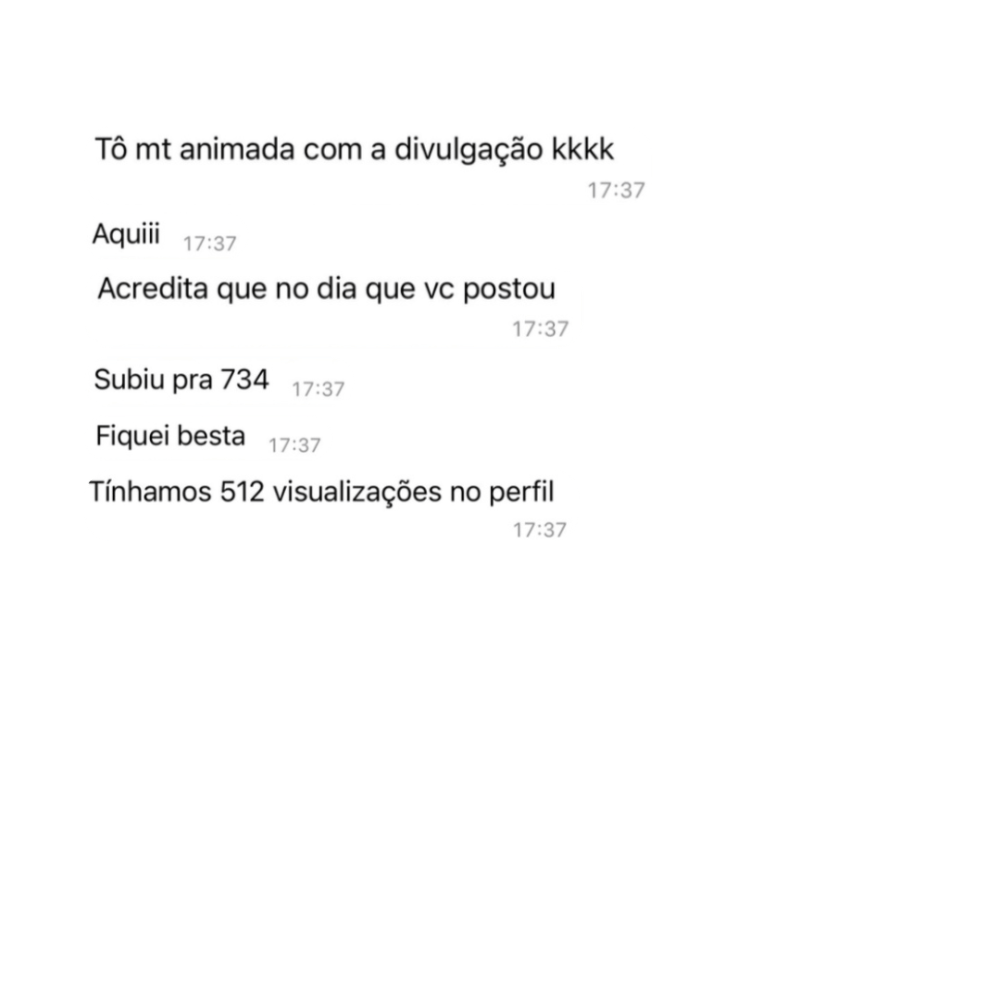 Tô mt animada com a divulgação kkkk
17:37
Aquiii 17:37
Acredita que no dia que vc postou
17:37
Subiu pra 734 17:37
Fiquei besta 17:37
Tínhamos 512 visualizações no perfil
17:37